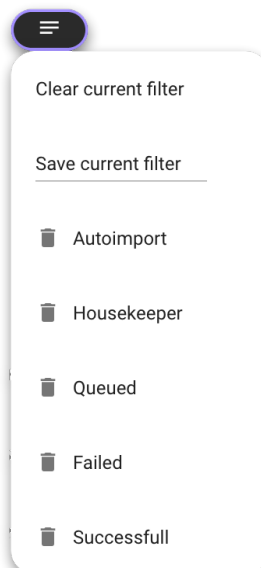 Clear current filter
Save current filter
Autoimport
Housekeeper
Queued
Failed
Successfull